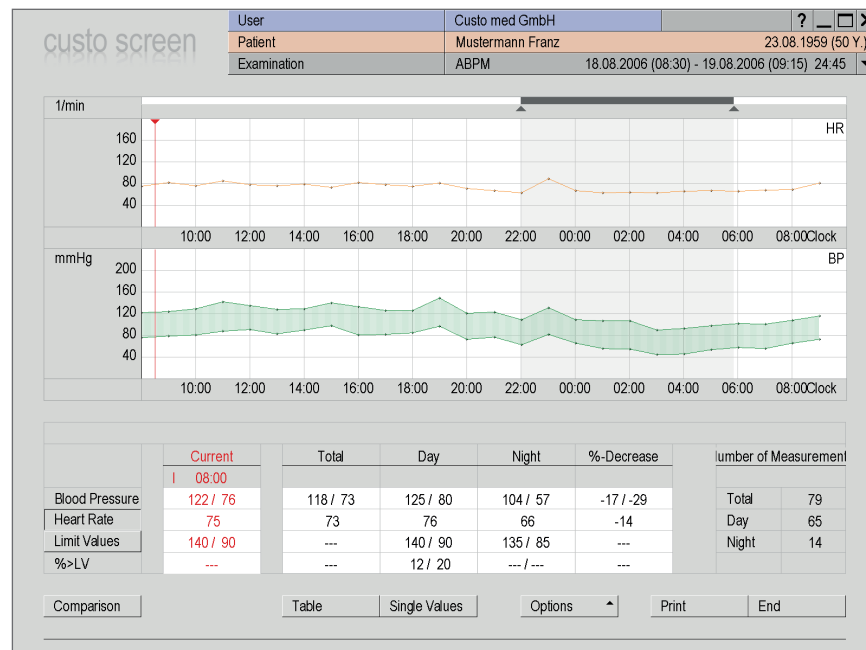 custo screen
User Custo med GmbH ?
Patient Mustermann Franz 23.08.1959 (50 Y.)
Examination ABPM 18.08.2006 (08:30) - 19.08.2006 (09:15) 24:45
1/min
HR
160
120
80
40
10:00 12:00 14:00 16:00 18:00 20:00 22:00 00:00 02:00 04:00 06:00 08:00Clock
mmHg BP
200
160
120
80
40
10:00 12:00 14:00 16:00 18:00 20:00 22:00 00:00 02:00 04:00 06:00 08:00Clock
Current Total Day Night %-Decrease umber of Measurement
08:00
Blood Pressure 122 / 76 118 / 73 125 / 80 104 / 57 -17 / -29 Total 79
Heart Rate 75 73 76 66 -14 Day 65
Limit Values 140 / 90 --- 140 / 90 135 / 85 --- Night 14
%>LV --- --- 12 / 20 --- / --- ---
Comparison Table Single Values Options Print End